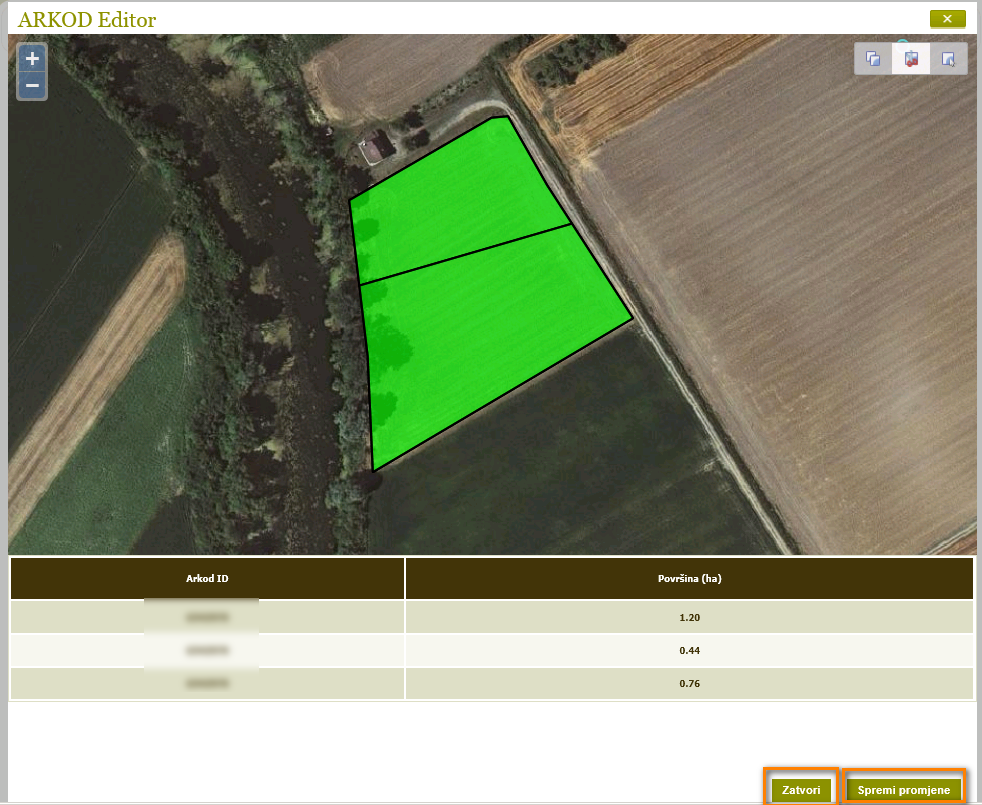 ARKOD Editor
+
−
Arkod ID Površina (ha)
1.20
0.44
0.76
Zatvori Spremi promjene